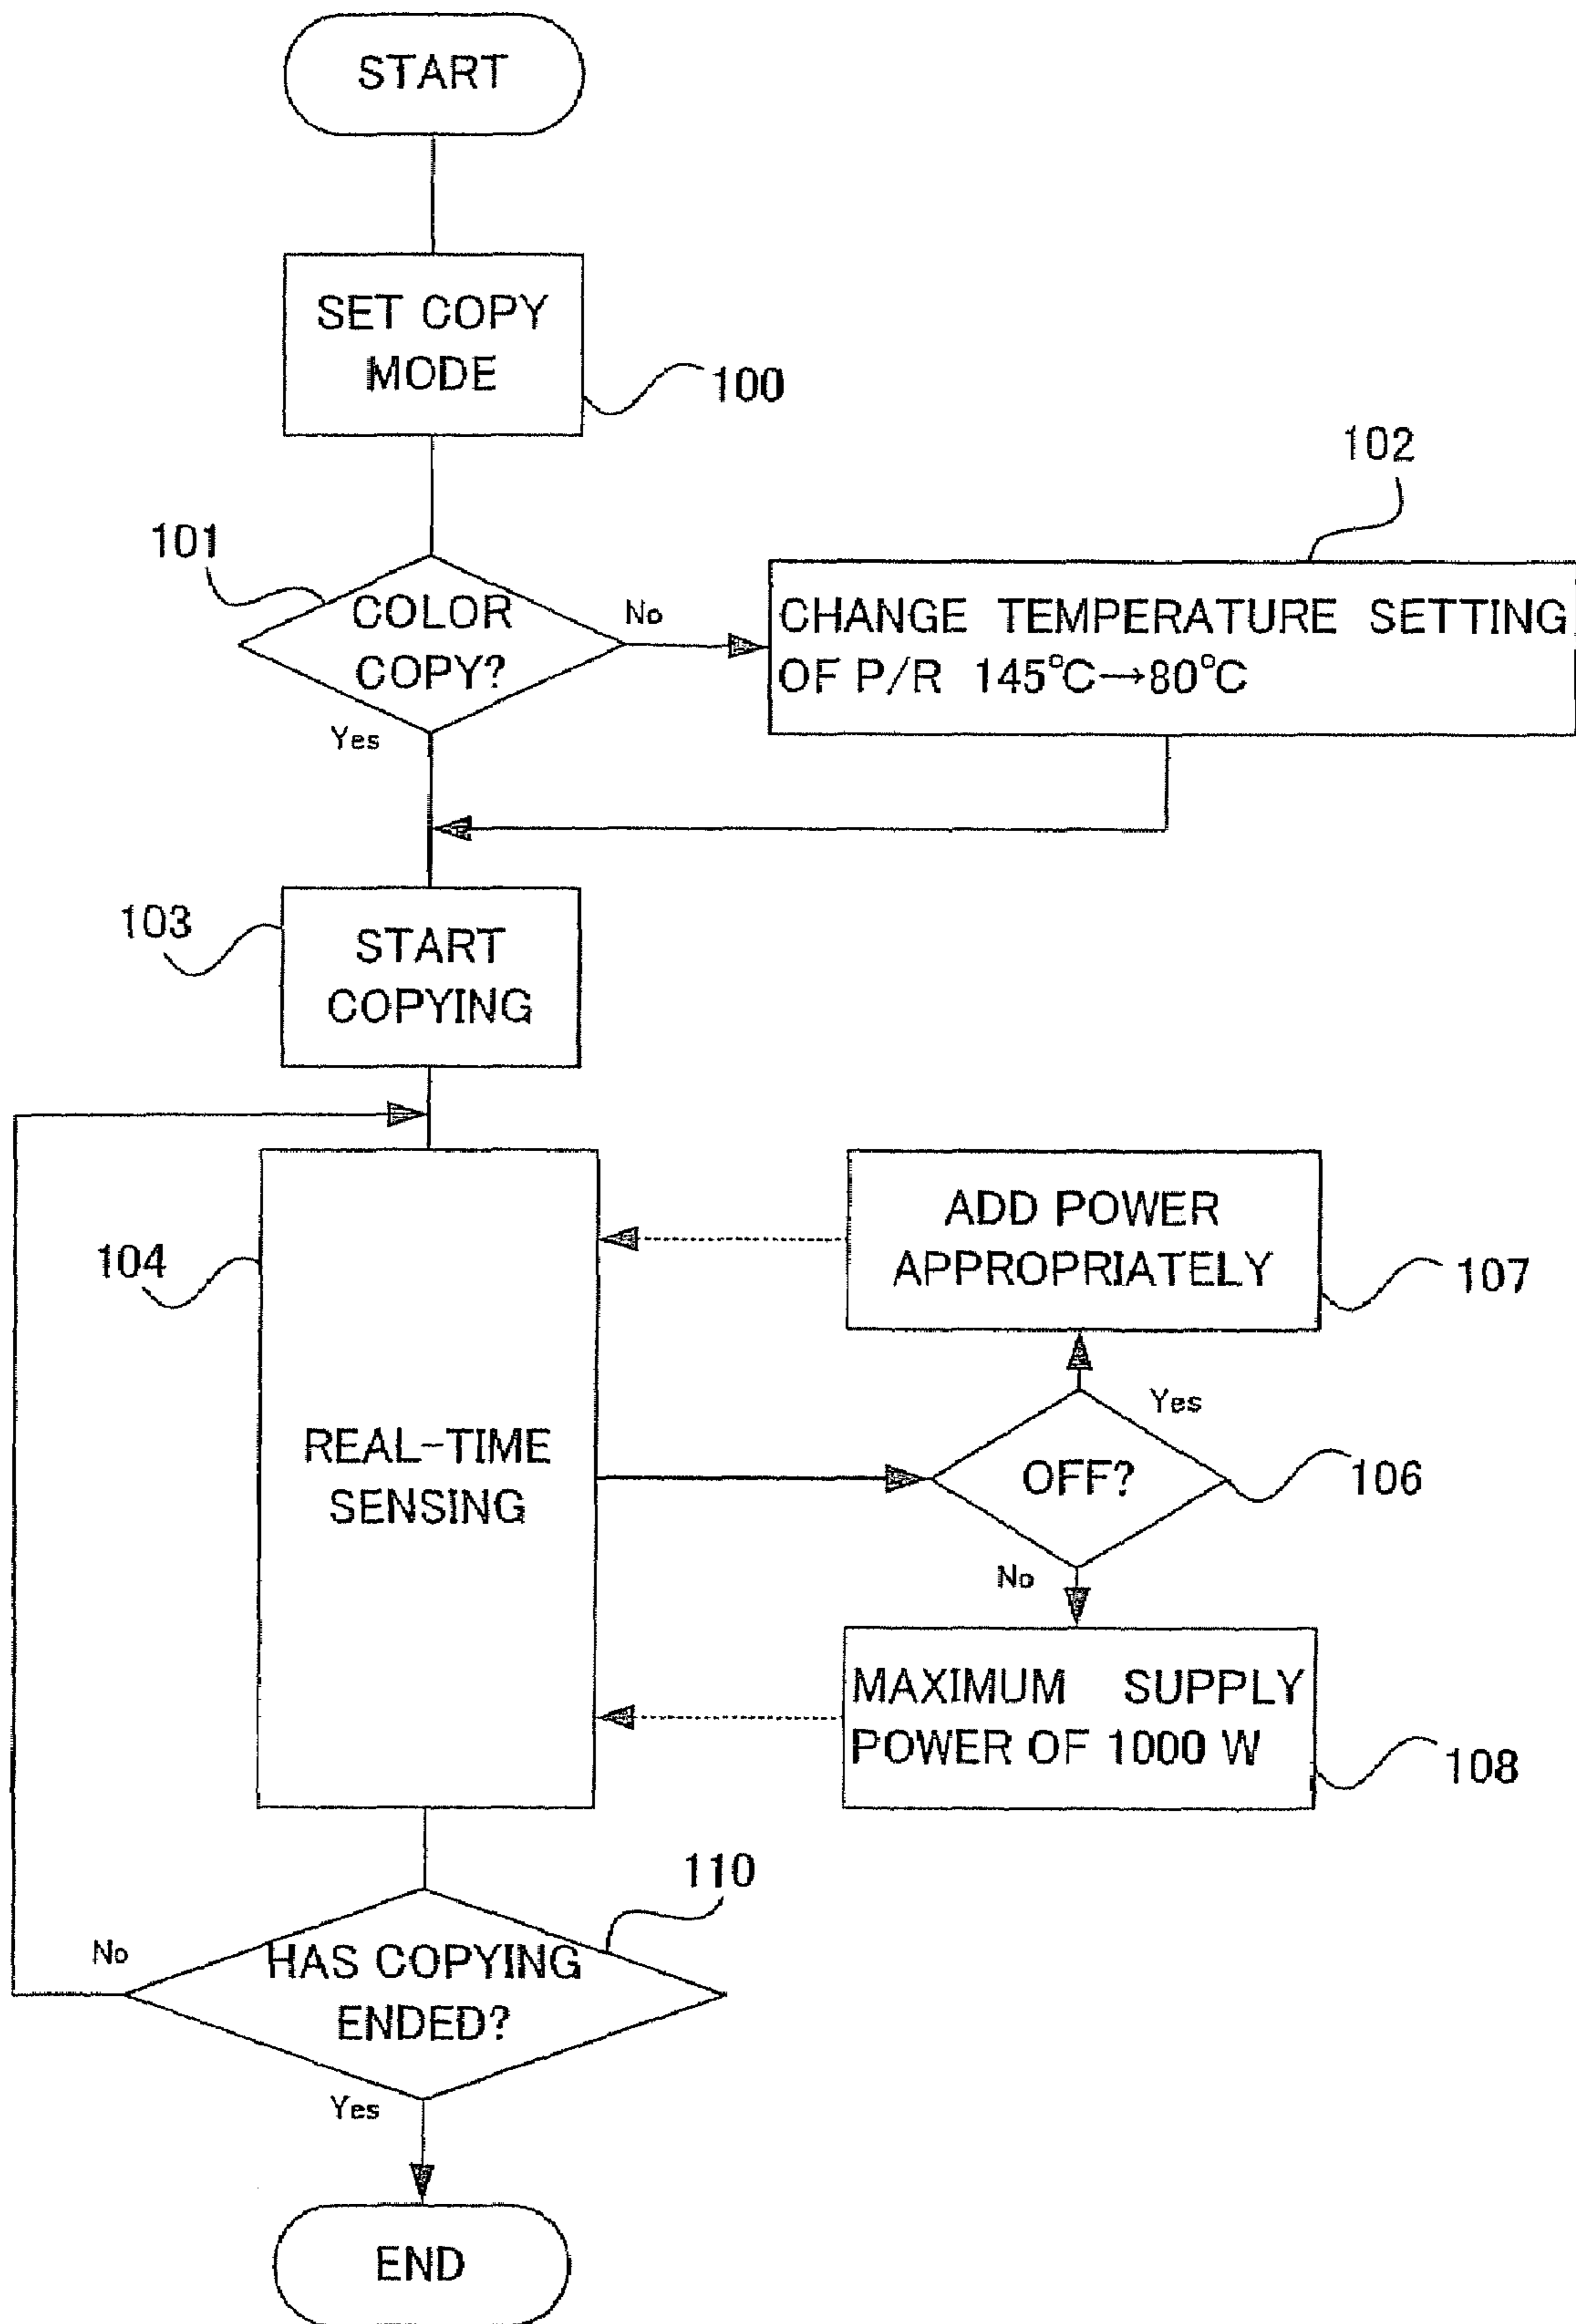 START
SET COPY
MODE
100
102
101
COLOR
COPY?
No
Yes
CHANGE TEMPERATURE SETTING
OF P/R 145℃→80℃
103
START
COPYING
104
REAL-TIME
SENSING
ADD POWER
APPROPRIATELY
107
Yes
OFF?
106
No
MAXIMUM SUPPLY
POWER OF 1000 W
108
110
No
HAS COPYING
ENDED?
Yes
END